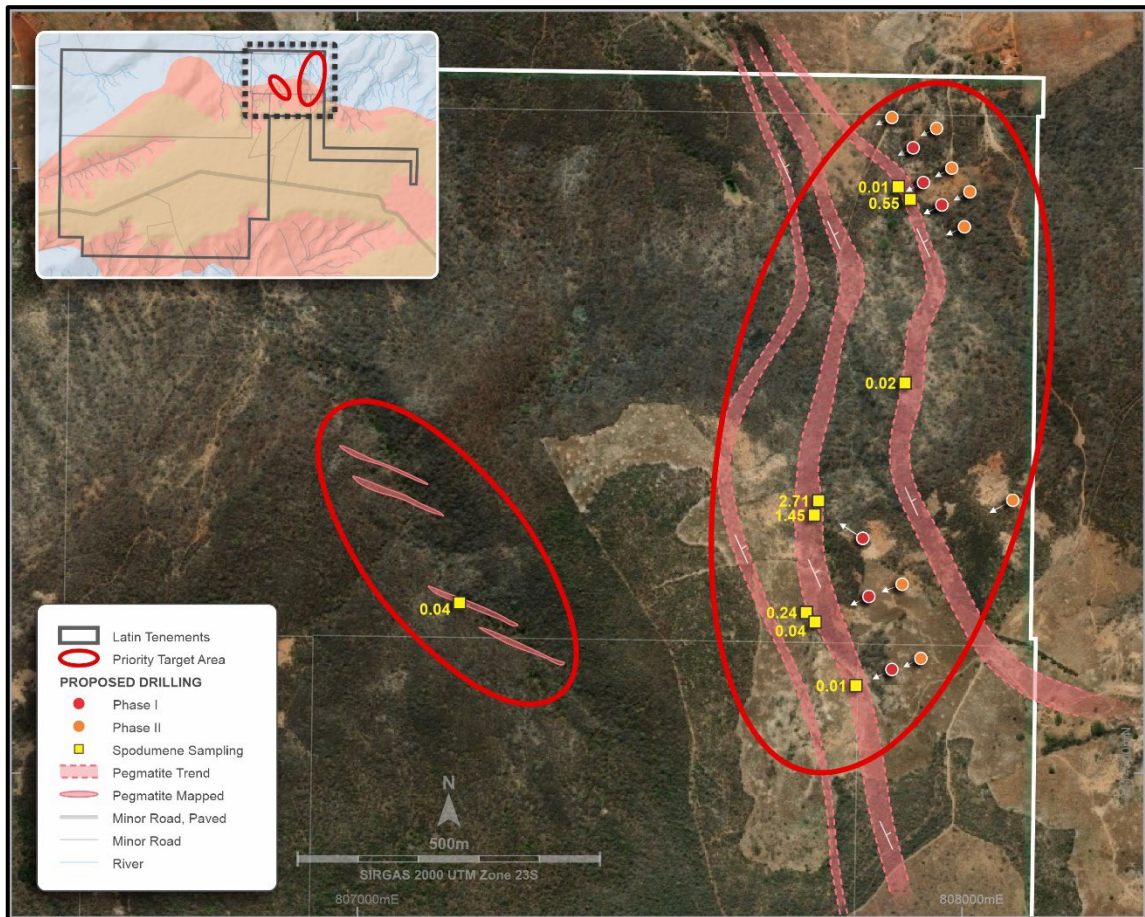 0.01
0.55
0.02
2.71
1.45
0.24
0.04
0.04
0.01
Latin Tenements
Priority Target Area
PROPOSED DRILLING
Phase I
Phase II
Spodumene Sampling
Pegmatite Trend
Pegmatite Mapped
Minor Road, Paved
Minor Road
River
N
500m
SIRGAS 2000 UTM Zone 23S
807000mE
808000mE